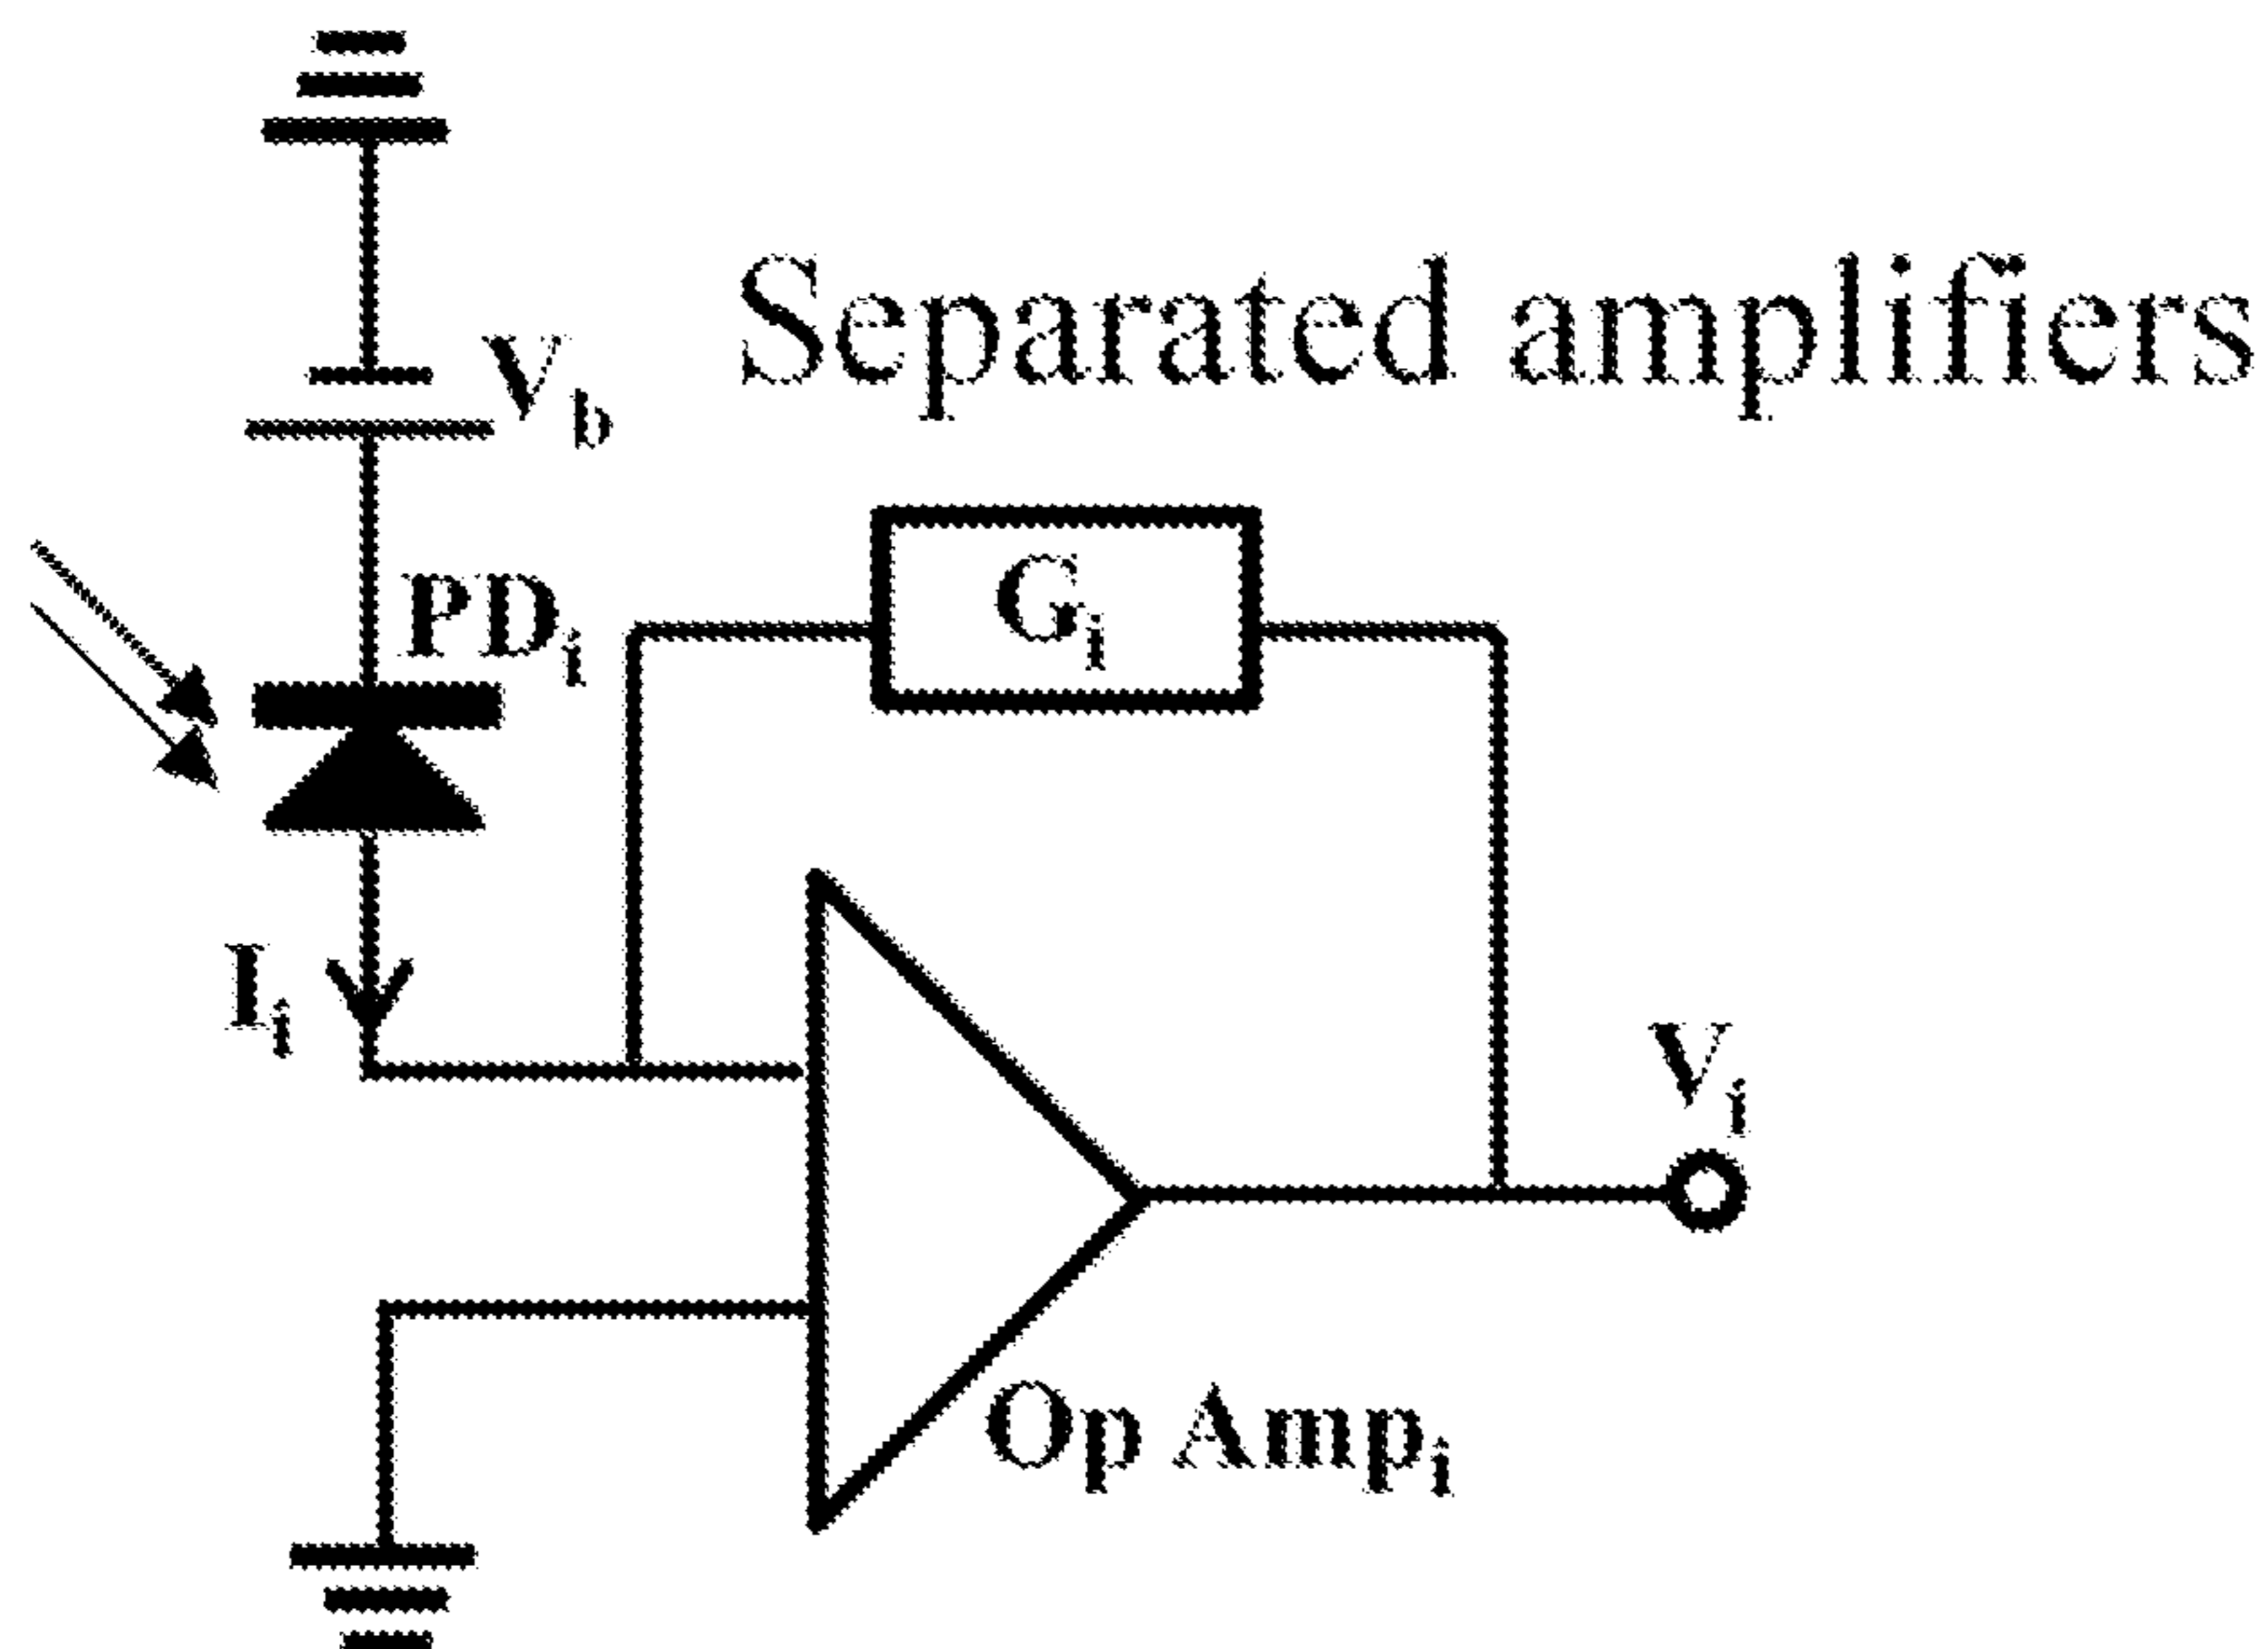 V_b
Separated amplifiers
PD_i
G_i
I_i
V_i
Op Amp_i